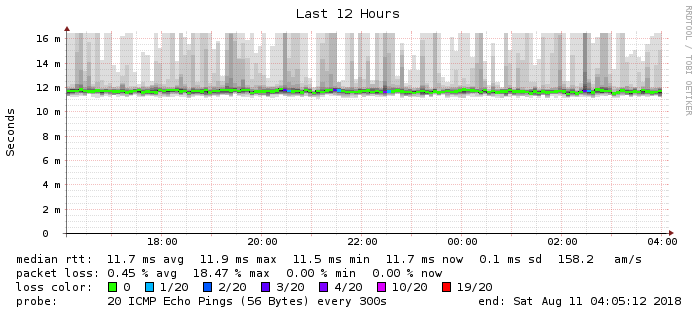 Last 12 Hours
RRDTOOL / TOBI OETIKER
Seconds
16 m
14 m
12 m
10 m
8 m
6 m
4 m
2 m
0
18:00 20:00 22:00 00:00 02:00 04:00
median rtt: 11.7 ms avg 11.9 ms max 11.5 ms min 11.7 ms now 0.1 ms sd 158.2 am/s
packet loss: 0.45 % avg 18.47 % max 0.00 % min 0.00 % now
loss color: 0 1/20 2/20 3/20 4/20 10/20 19/20
probe: 20 ICMP Echo Pings (56 Bytes) every 300s end: Sat Aug 11 04:05:12 2018